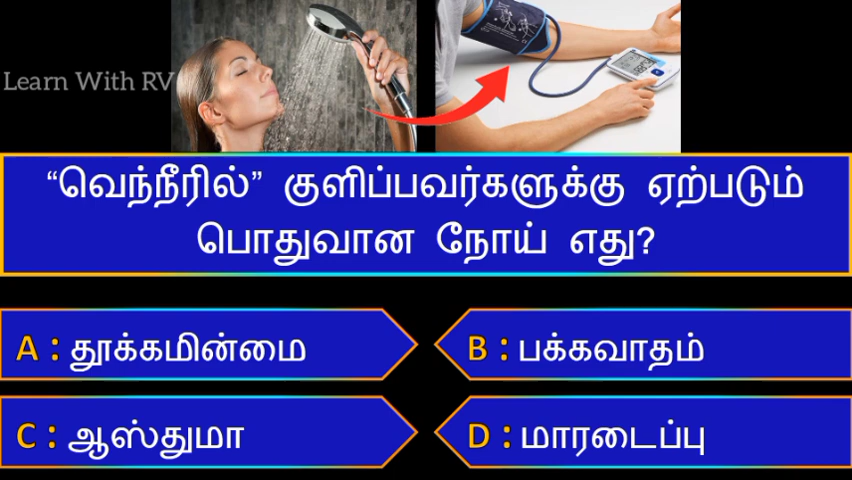 Learn With RV
“வெந்நீரில்” குளிப்பவர்களுக்கு ஏற்படும்
பொதுவான நோய் எது?
A : தூக்கமின்மை
B : பக்கவாதம்
C : ஆஸ்துமா
D : மாரடைப்பு